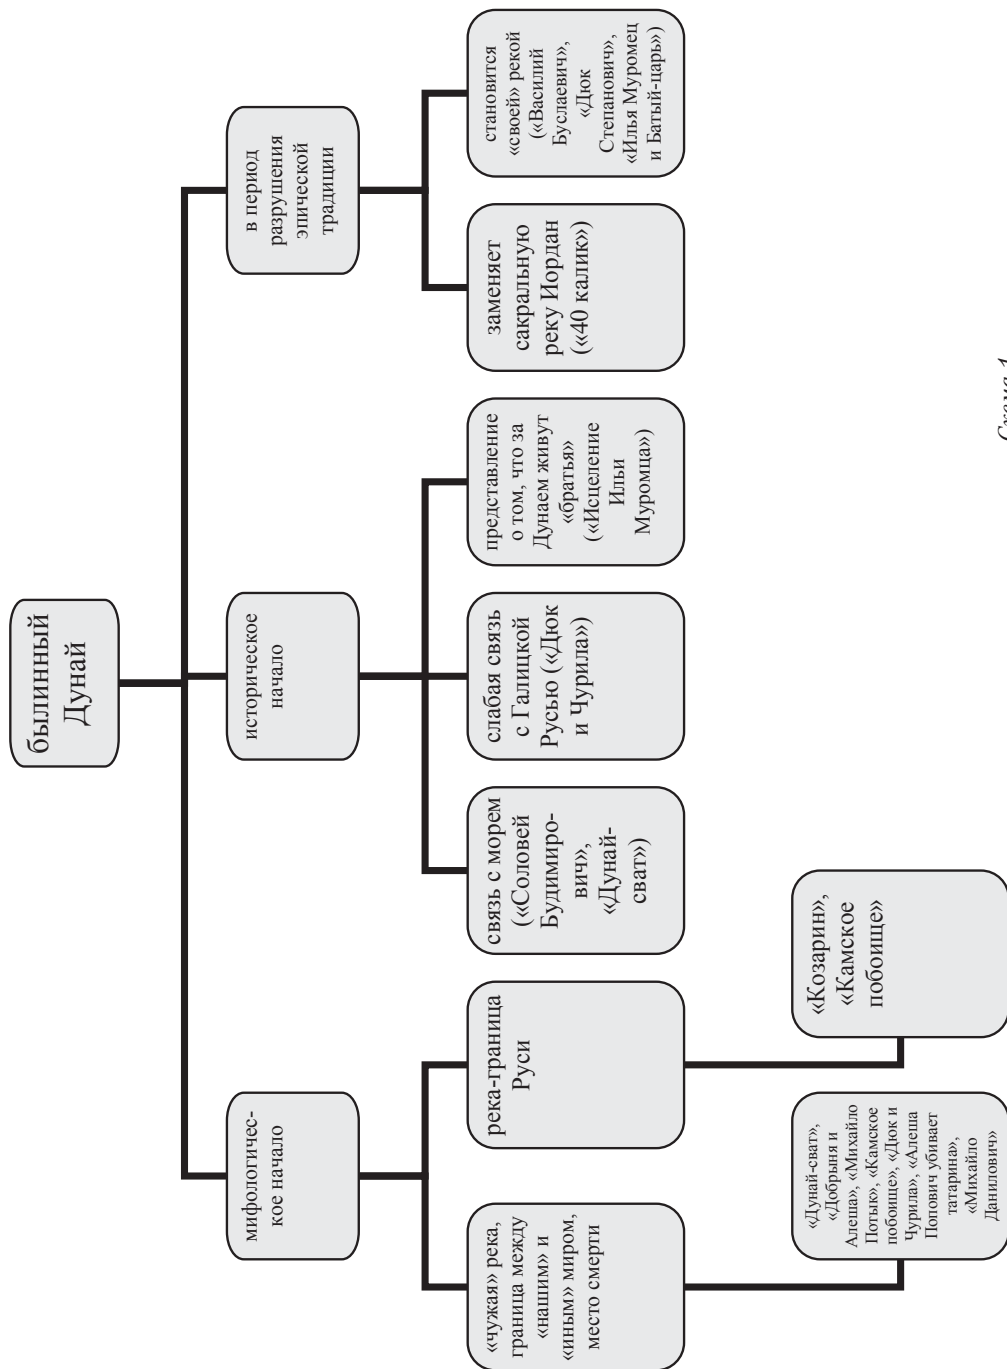 былинный
Дунай
мифологичес-
кое начало
историческое
начало
в период
разрушения
эпической
традиции
«чужая» река,
граница между
«нашим» и
«иным» миром,
место смерти
река-граница
Руси
связь с морем
(«Соловей
Будимиро-
вич»,
«Дунай-
сват»)
слабая связь
с Галицкой
Русью («Дюк
и Чурила»)
представление
о том, что за
Дунаем живут
«братья»
(«Исцеление
Ильи
Муромца»)
заменяет
сакральную
реку Иордан
(«40 калик»)
становится
«своей» рекой
(«Василий
Буслаевич»,
«Дюк
Степанович»,
«Илья Муромец
и Батый-царь»)
«Дунай-сват»,
«Добрыня и
Алеша», «Михайло
Потык», «Камское
побоище», «Дюк и
Чурила», «Алеша
Попович убивает
татарина»,
«Михайло
Данилович»
«Козарин»,
«Камское
побоище»